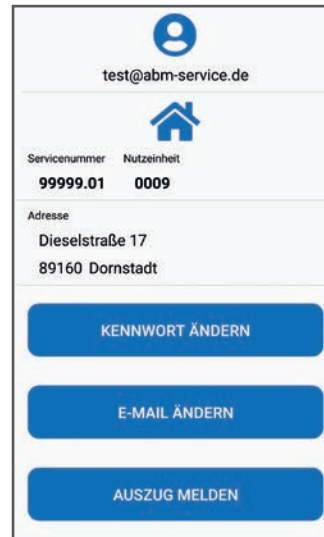 test@abm-service.de
Servicenummer Nutzeinheit
99999.01 0009
Adresse
Dieselstraße 17
89160 Dornstadt
KENNWORT ÄNDERN
E-MAIL ÄNDERN
AUSZUG MELDEN